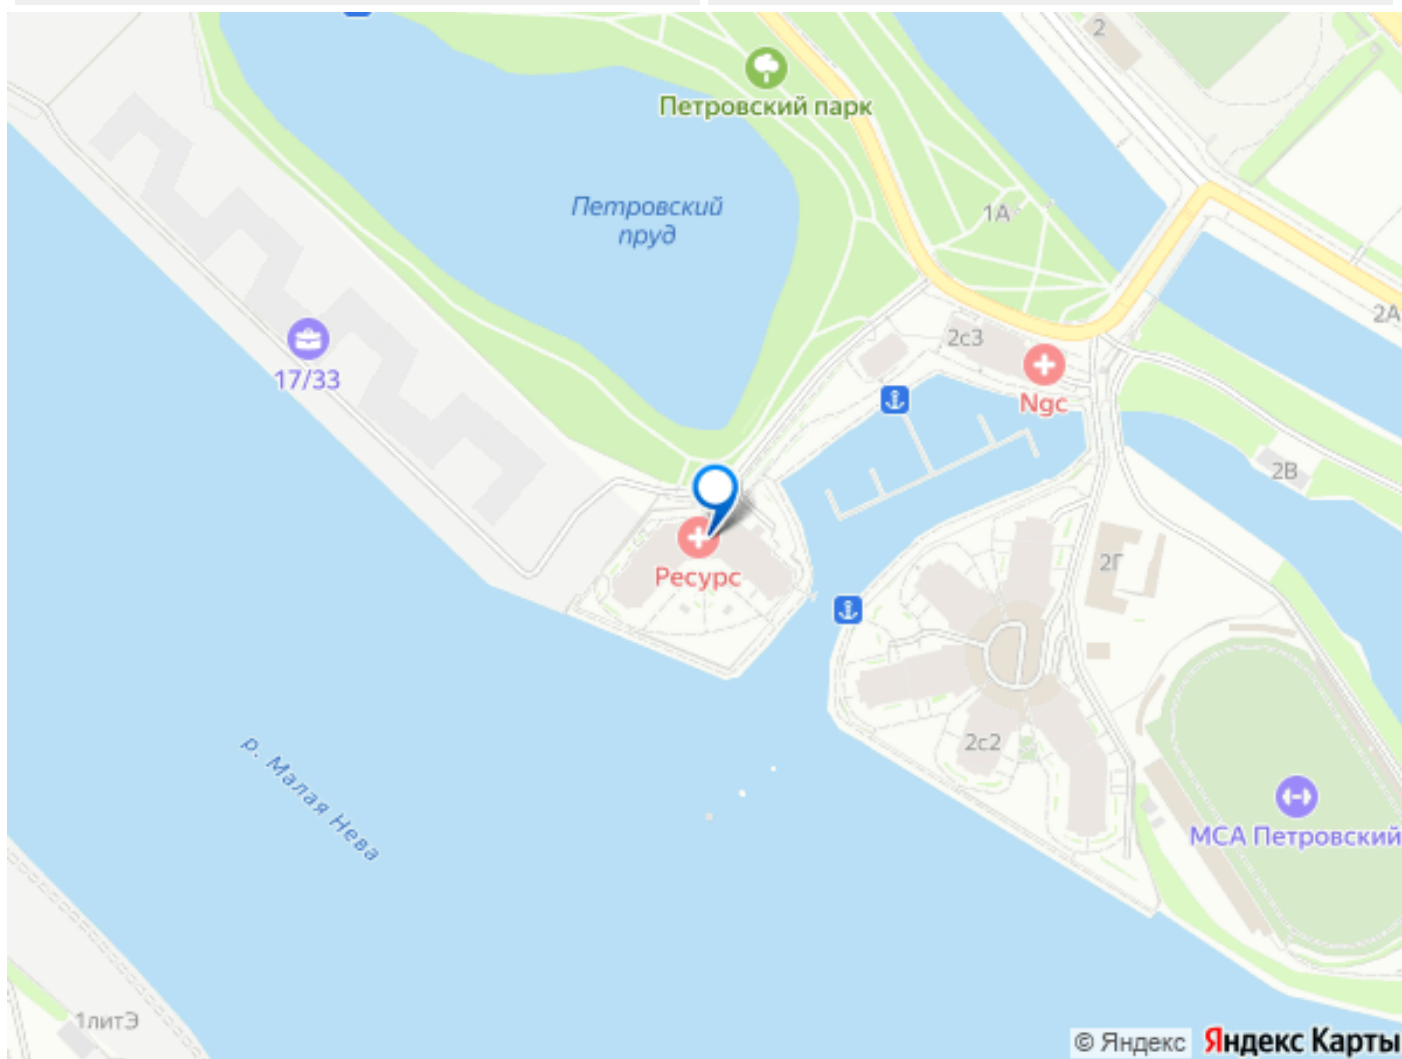 2
Петровский парк
1А
Петровский
пруд
2А
2с3
17/33
Ngc
2В
2Г
Ресурс
2с2
р. Малая Нева
МСА Петровский
1литЭ
© Яндекс Яндекс Карты